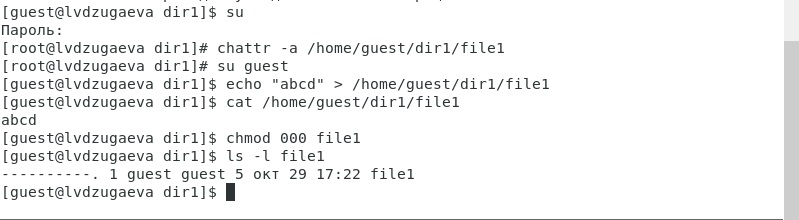 [guest@lvdzugaeva dir1]$ su
Пароль:
[root@lvdzugaeva dir1]# chattr -a /home/guest/dir1/file1
[root@lvdzugaeva dir1]# su guest
[guest@lvdzugaeva dir1]$ echo "abcd" > /home/guest/dir1/file1
[guest@lvdzugaeva dir1]$ cat /home/guest/dir1/file1
abcd
[guest@lvdzugaeva dir1]$ chmod 000 file1
[guest@lvdzugaeva dir1]$ ls -l file1
----------. 1 guest guest 5 окт 29 17:22 file1
[guest@lvdzugaeva dir1]$